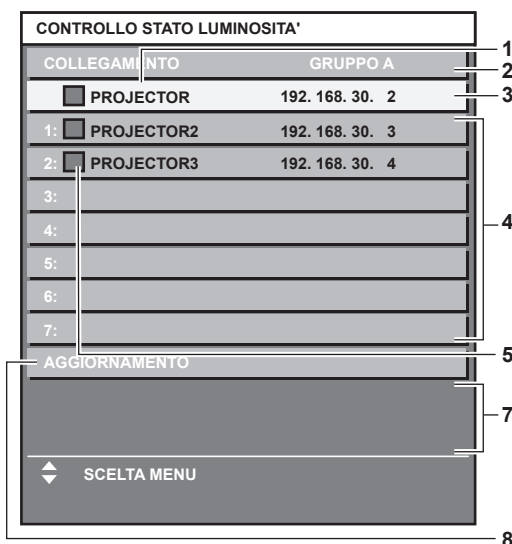 CONTROLLO STATO LUMINOSITA'
COLLEGAMENTO GRUPPO A
PROJECTOR 192. 168. 30. 2
1: PROJECTOR2 192. 168. 30. 3
2: PROJECTOR3 192. 168. 30. 4
3:
4:
5:
6:
7:
AGGIORNAMENTO
SCELTA MENU
1
2
3
4
5
7
8